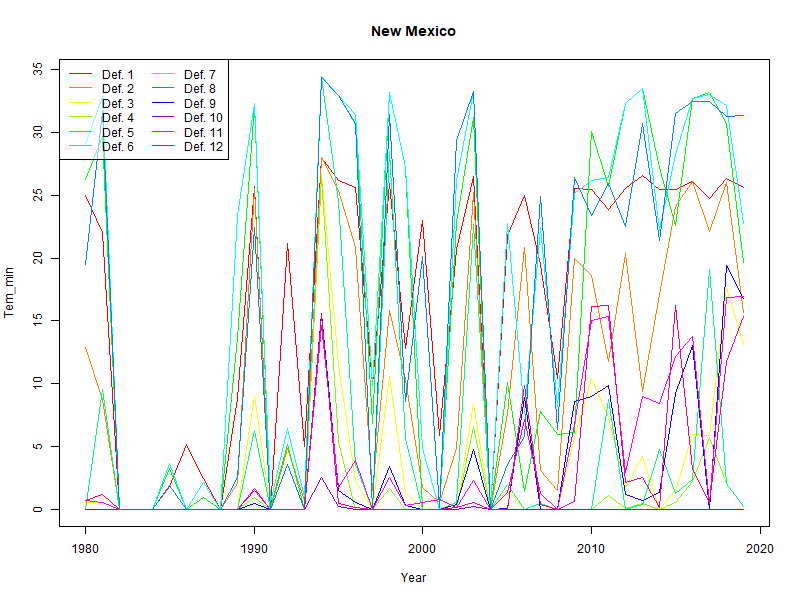 New Mexico
Def. 1 Def. 7
Def. 2 Def. 8
Def. 3 Def. 9
Def. 4 Def. 10
Def. 5 Def. 11
Def. 6 Def. 12
35
30
25
20
15
10
5
0
Tem_min
1980 1990 2000 2010 2020
Year